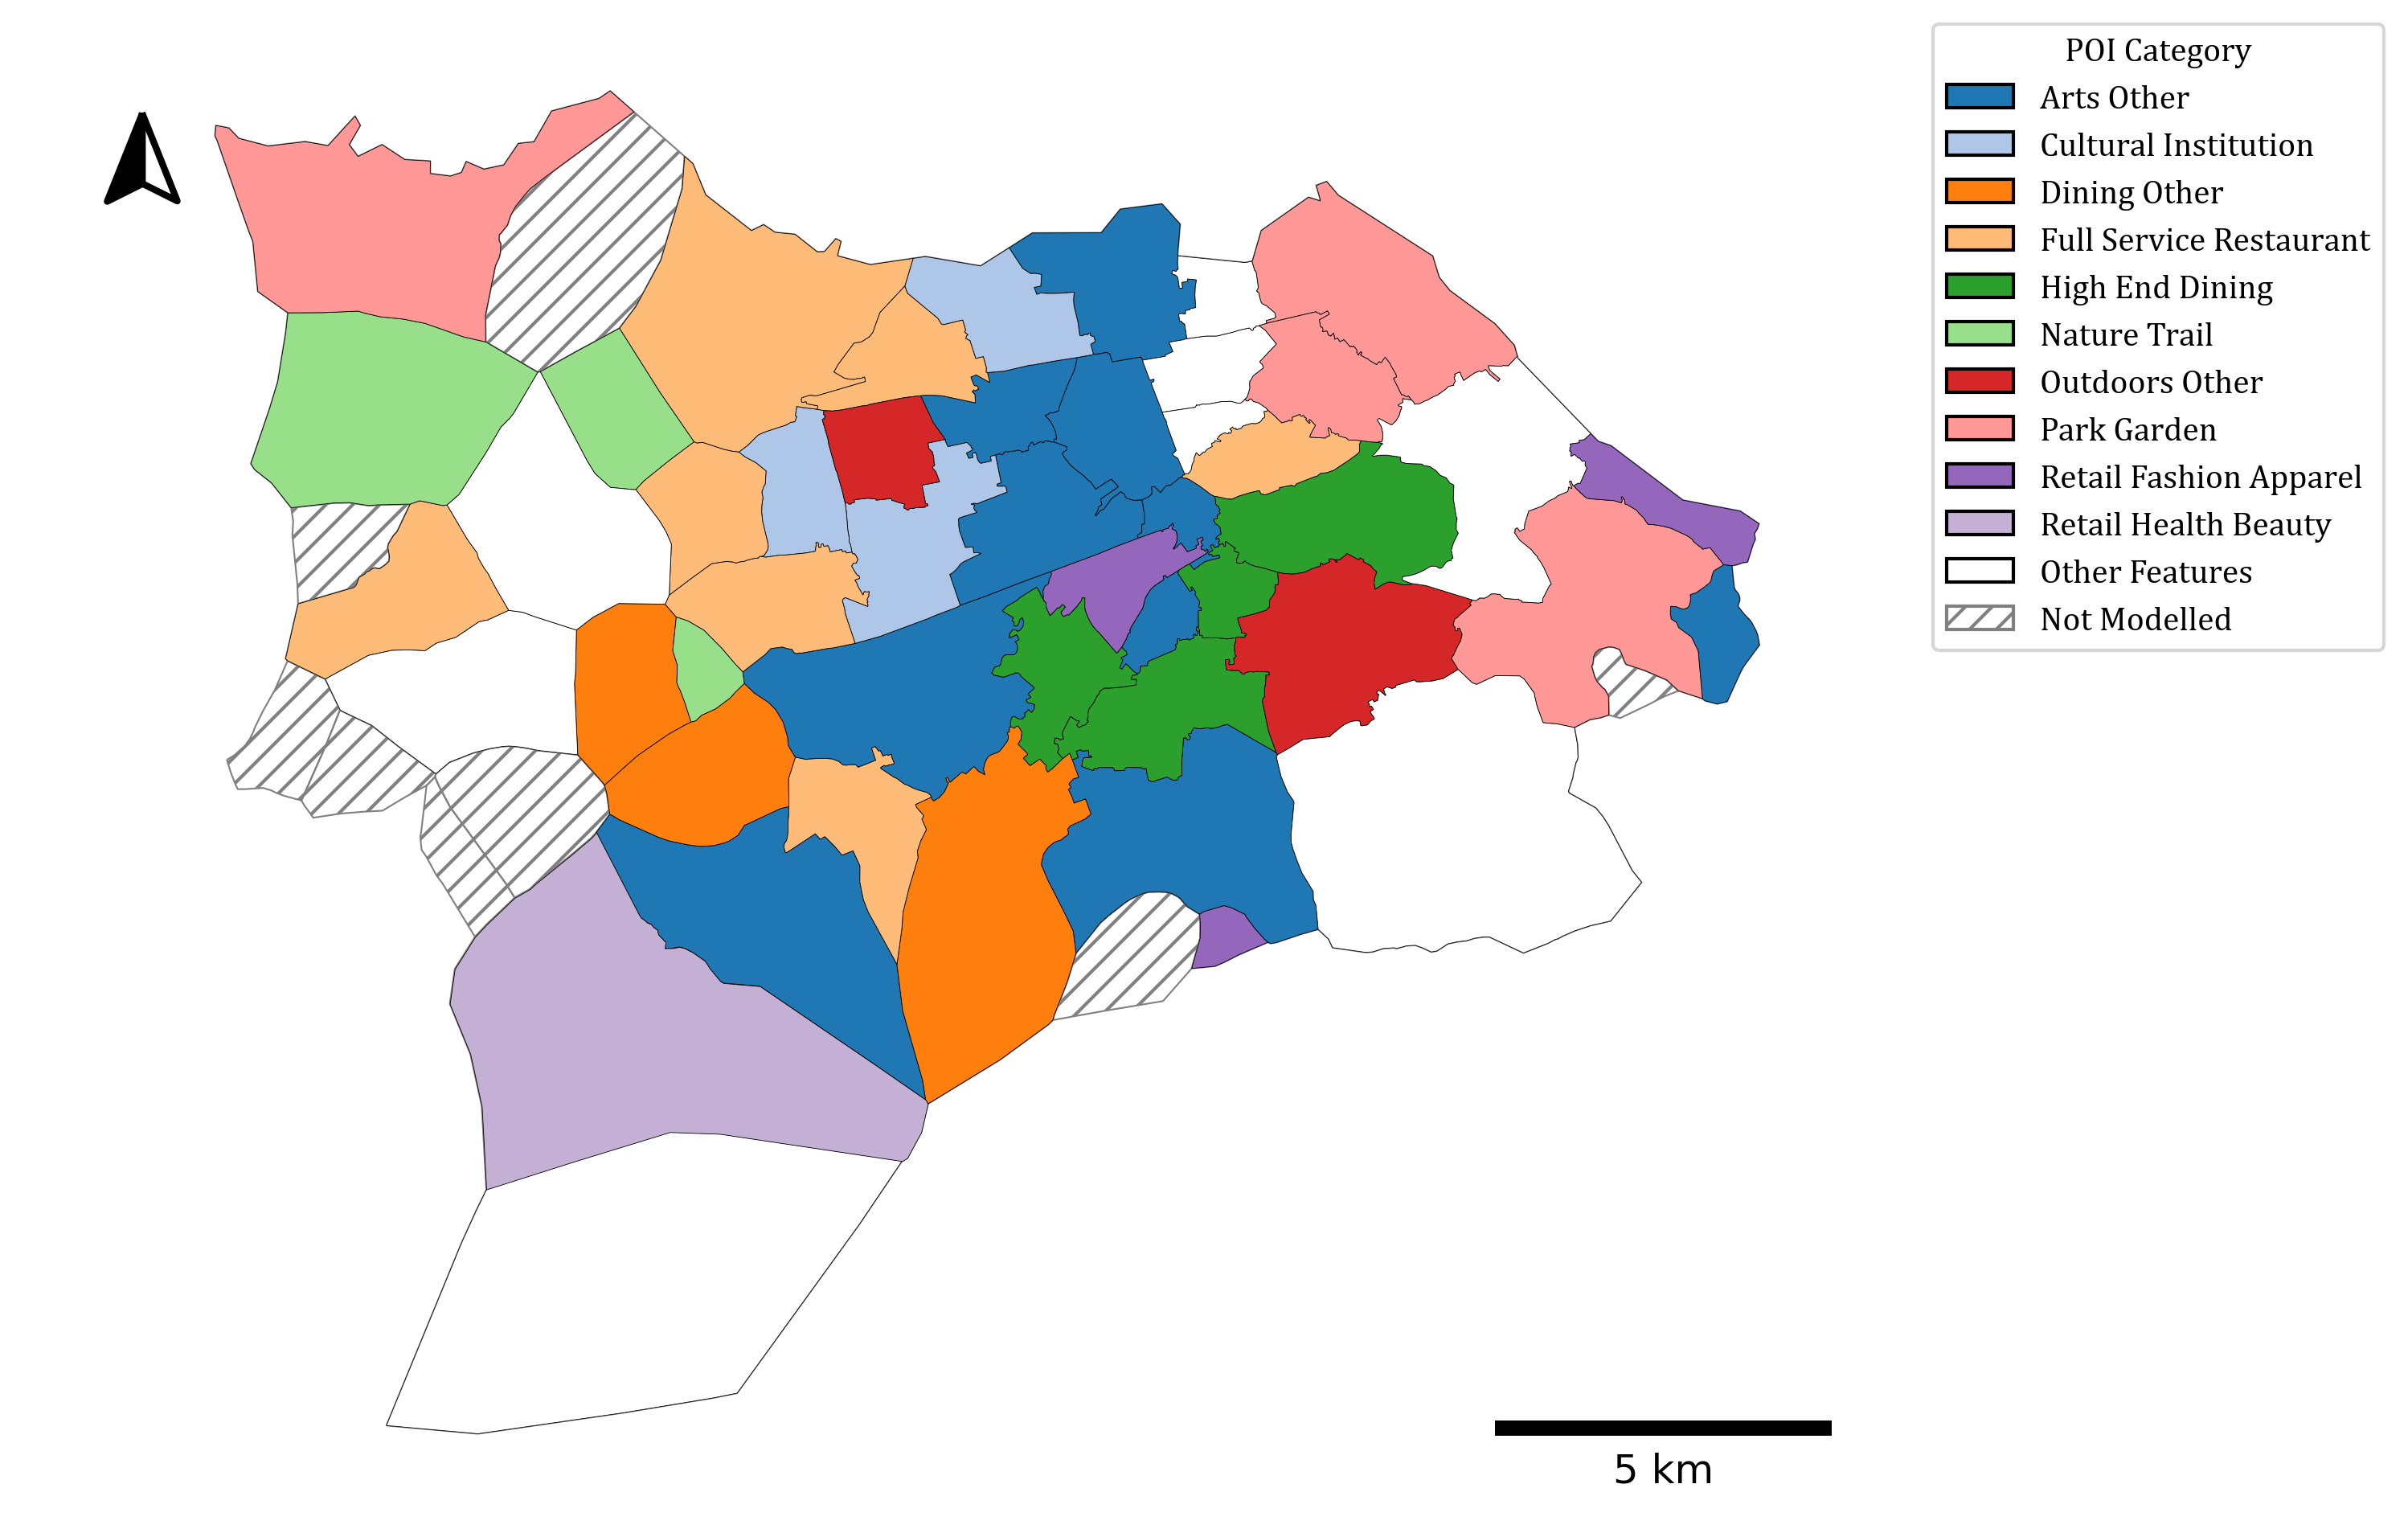 POI Category
Arts Other
Cultural Institution
Dining Other
Full Service Restaurant
High End Dining
Nature Trail
Outdoors Other
Park Garden
Retail Fashion Apparel
Retail Health Beauty
Other Features
Not Modelled
5 km